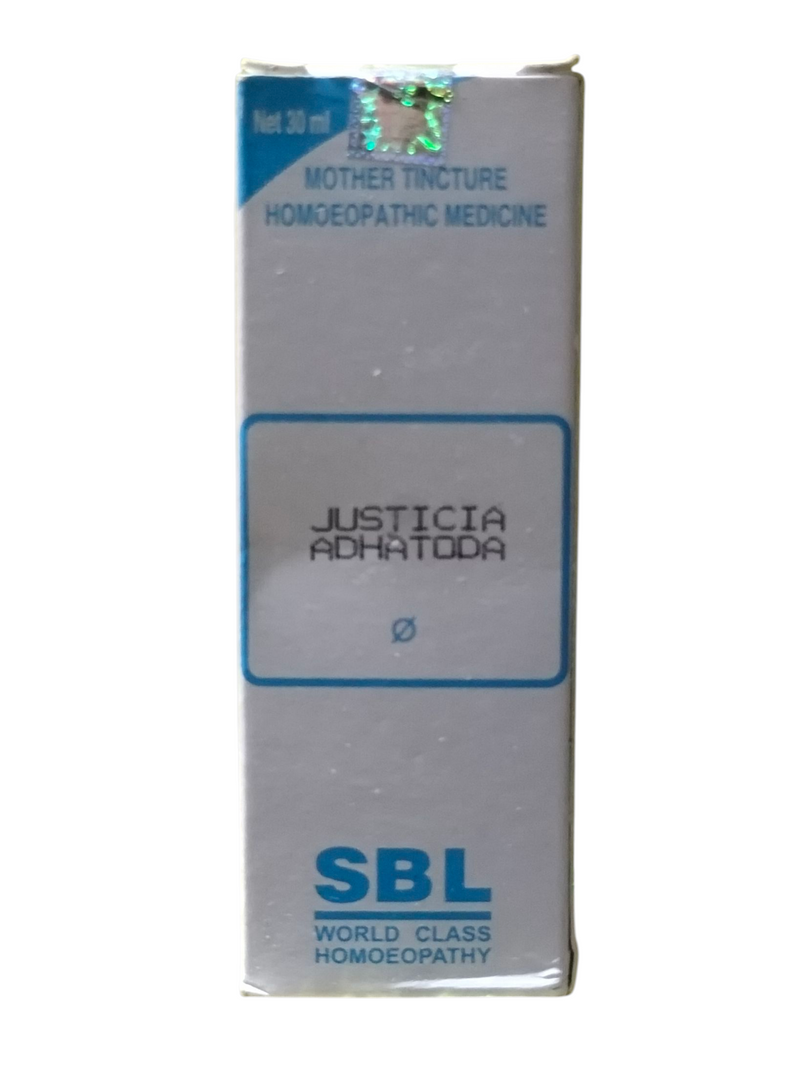 Net 30 ml
MOTHER TINCTURE
HOMOEOPATHIC MEDICINE
JUSTICIA
ADHATODA
Ø
SBL
WORLD CLASS
HOMOEOPATHY